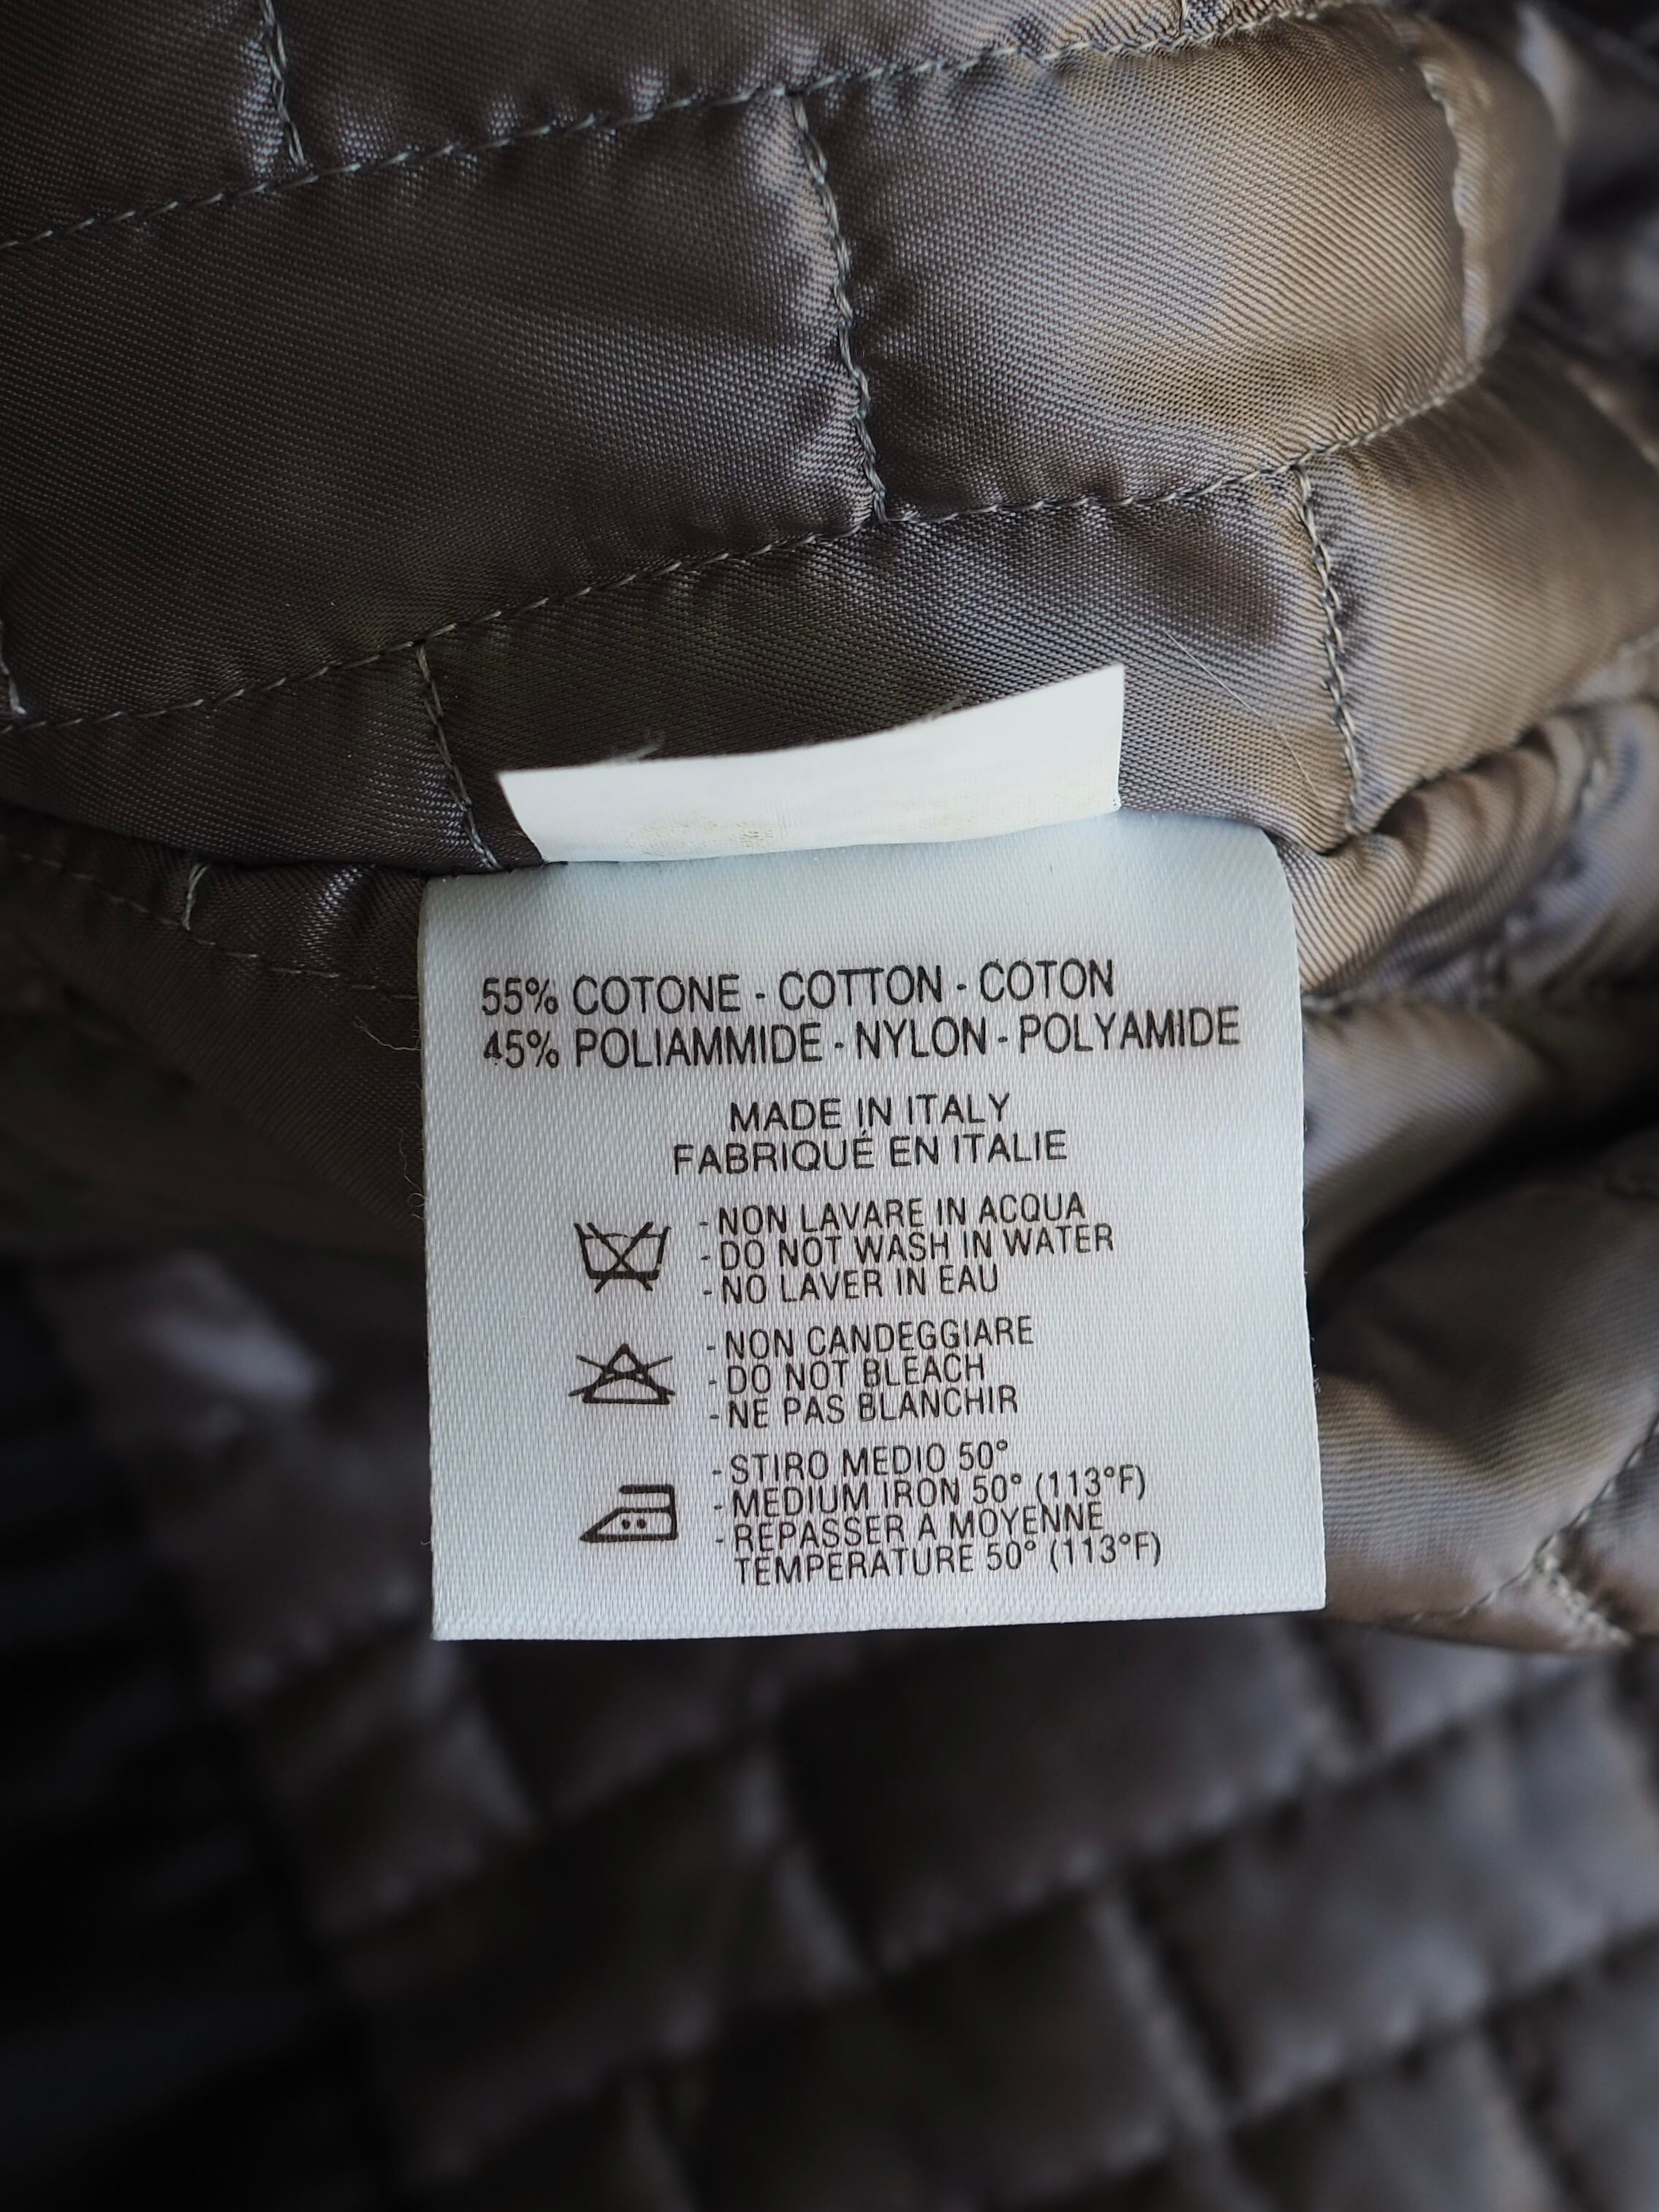 55% COTONE - COTTON - COTON
45% POLIAMMIDE - NYLON - POLYAMIDE
MADE IN ITALY
FABRIQUÉ EN ITALIE
- NON LAVARE IN ACQUA
- DO NOT WASH IN WATER
- NO LAVER IN EAU
- NON CANDEGGIARE
- DO NOT BLEACH
- NE PAS BLANCHIR
- STIRO MEDIO 50°
- MEDIUM IRON 50° (113°F)
- REPASSER A MOYENNE
TEMPERATURE 50° (113°F)